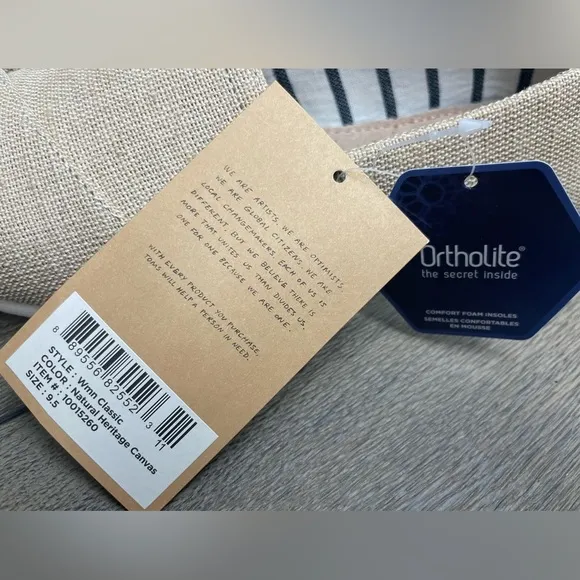 WE ARE ARTISTS. WE ARE OPTIMISTS.
WE ARE GLOBAL CITIZENS. WE ARE
LOCAL CHANGEMAKERS. EACH OF US IS
DIFFERENT, BUT WE BELIEVE THERE IS
MORE THAT UNITES US THAN DIVIDES US.
ONE FOR ONE BECAUSE WE ARE ONE.
WITH EVERY PRODUCT YOU PURCHASE,
TOMS WILL HELP A PERSON IN NEED.
8 89556 82552 3
11
STYLE : Wmn Classic
COLOR : Natural Heritage Canvas
ITEM # : 10015260
SIZE : 9.5
Ortholite®
the secret inside
COMFORT FOAM INSOLES
SEMELLES CONFORTABLES
EN MOUSSE